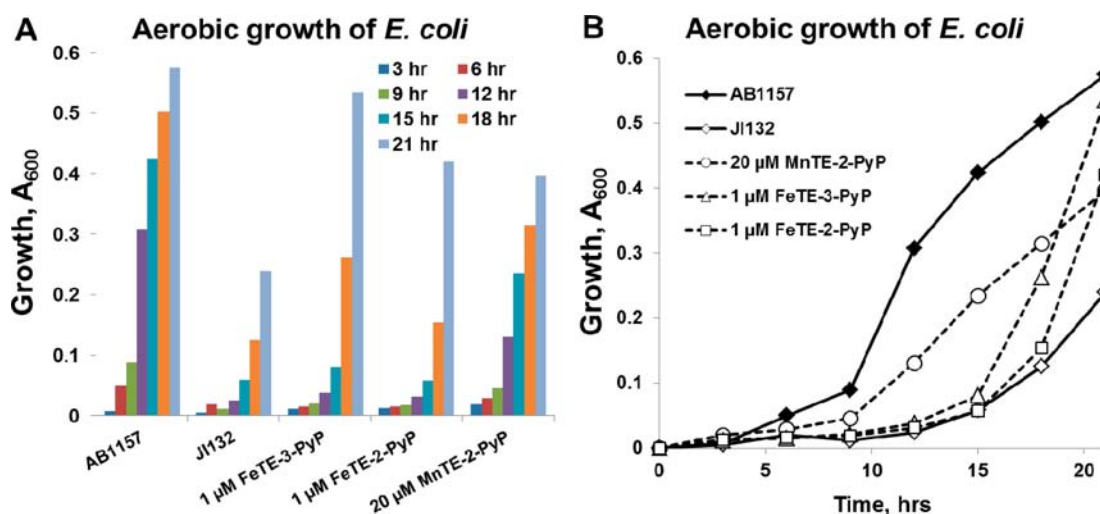 A
Aerobic growth of E. coli
Growth, A600
0.6
0.5
0.4
0.3
0.2
0.1
0
3 hr
6 hr
9 hr
12 hr
15 hr
18 hr
21 hr
AB1157
JI132
1 µM FeTE-3-PyP
1 µM FeTE-2-PyP
20 µM MnTE-2-PyP
B
Aerobic growth of E. coli
Growth, A600
0.6
0.5
0.4
0.3
0.2
0.1
0
AB1157
JI132
20 µM MnTE-2-PyP
1 µM FeTE-3-PyP
1 µM FeTE-2-PyP
0
5
10
15
20
Time, hrs